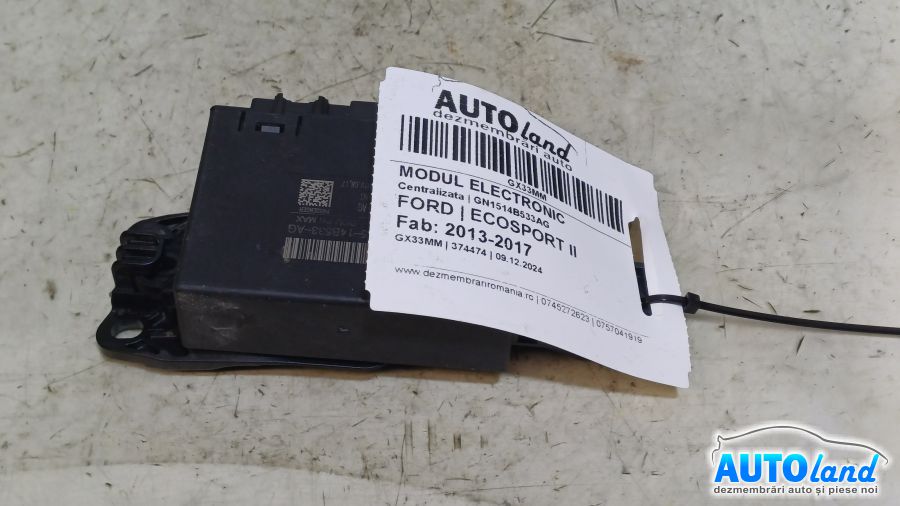 AUTOland
dezmembrări auto
GX33MM
MODUL ELECTRONIC
Centralizata | GN1514B533AG
FORD | ECOSPORT II
Fab: 2013-2017
GX33MM | 374474 | 09.12.2024
www.dezmembrariromania.ro | 0745272623 | 0757041919
14B533-AG
AUTOland
dezmembrări auto și piese noi